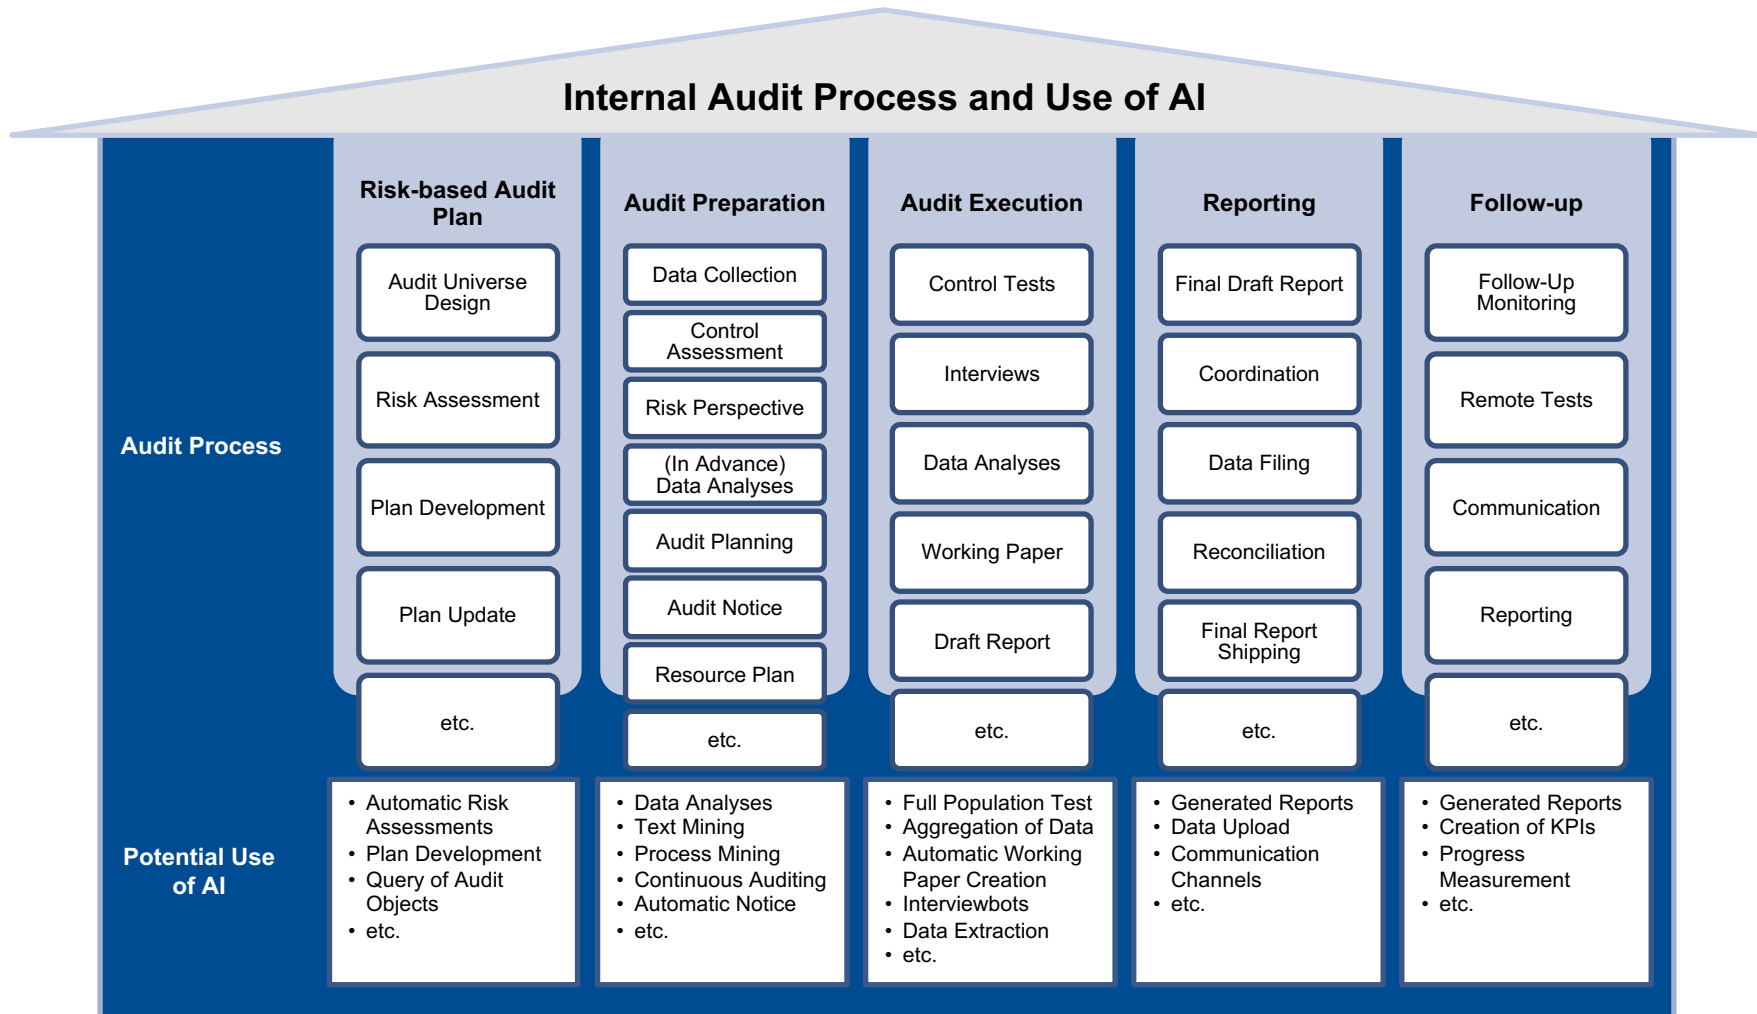 Internal Audit Process and Use of AI
Audit Process
Risk-based Audit
Plan
Audit Universe
Design
Risk Assessment
Plan Development
Plan Update
etc.
Audit Preparation
Data Collection
Control
Assessment
Risk Perspective
(In Advance)
Data Analyses
Audit Planning
Audit Notice
Resource Plan
etc.
Audit Execution
Control Tests
Interviews
Data Analyses
Working Paper
Draft Report
etc.
Reporting
Final Draft Report
Coordination
Data Filing
Reconciliation
Final Report
Shipping
etc.
Follow-up
Follow-Up
Monitoring
Remote Tests
Communication
Reporting
etc.
Potential Use
of AI
• Automatic Risk
Assessments
• Plan Development
• Query of Audit
Objects
• etc.
• Data Analyses
• Text Mining
• Process Mining
• Continuous Auditing
• Automatic Notice
• etc.
• Full Population Test
• Aggregation of Data
• Automatic Working
Paper Creation
• Interviewbots
• Data Extraction
• etc.
• Generated Reports
• Data Upload
• Communication
Channels
• etc.
• Generated Reports
• Creation of KPIs
• Progress
Measurement
• etc.